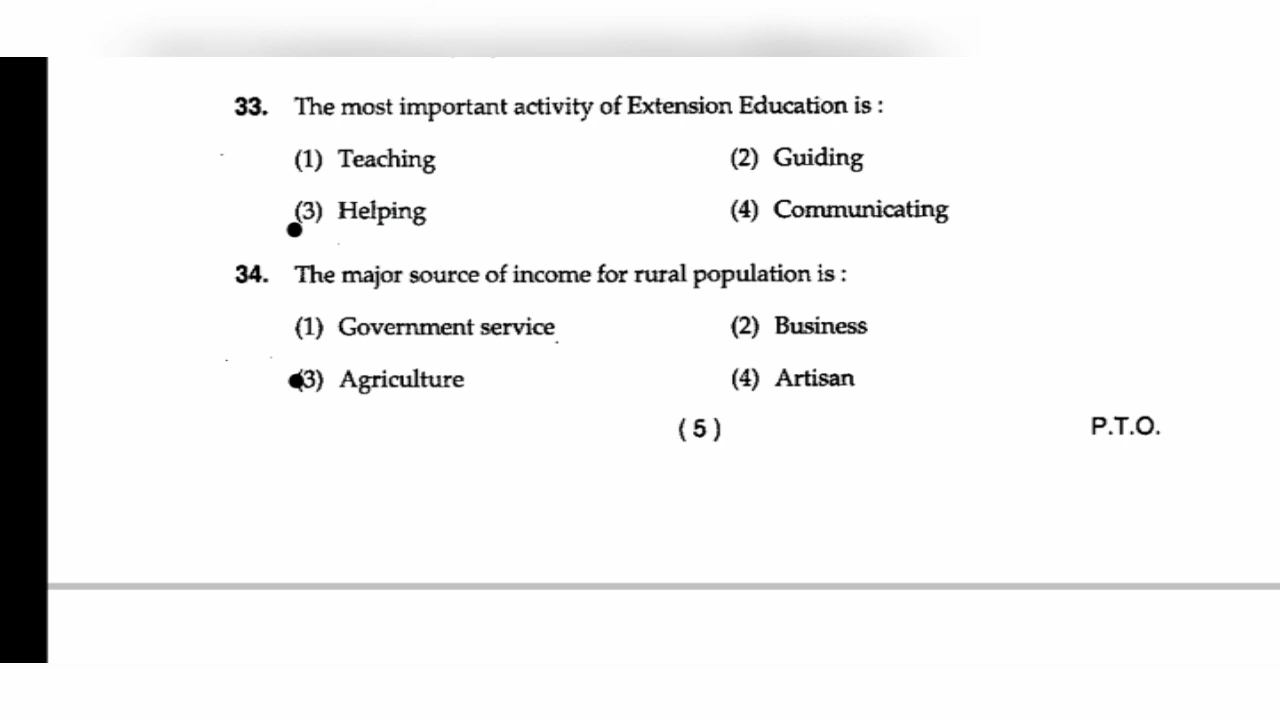 33. The most important activity of Extension Education is :
(1) Teaching (2) Guiding
(3) Helping (4) Communicating
34. The major source of income for rural population is :
(1) Government service (2) Business
(3) Agriculture (4) Artisan
( 5 ) P.T.O.